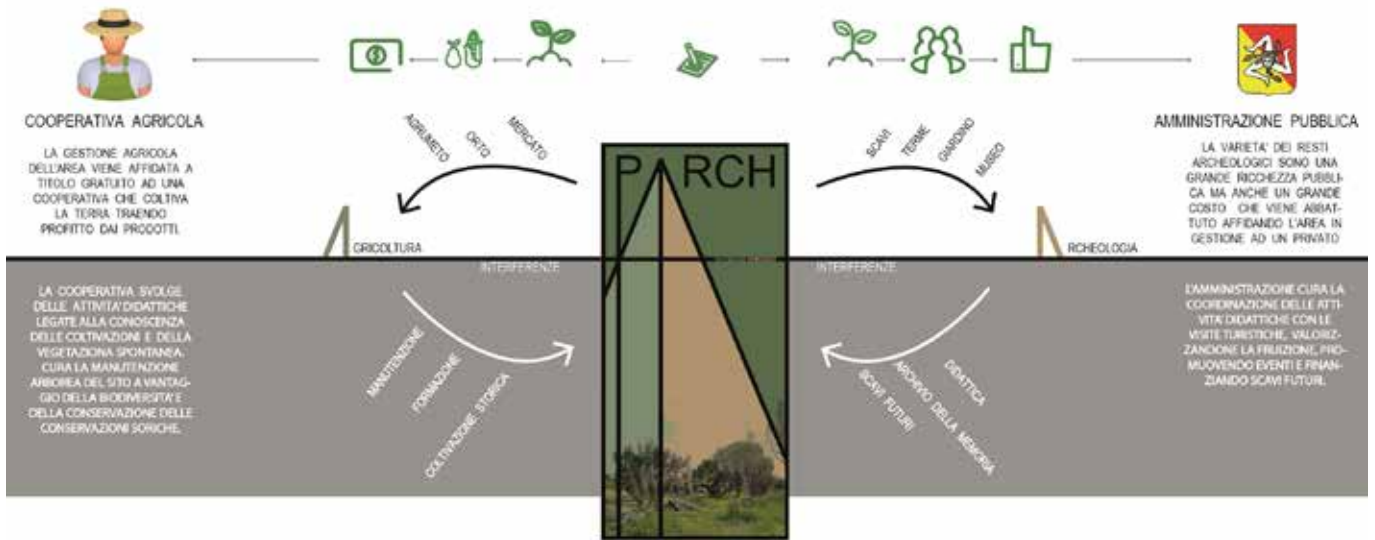 COOPERATIVA AGRICOLA
LA GESTIONE AGRICOLA
DELL'AREA VIENE AFFIDATA A
TITOLO GRATUITO AD UNA
COOPERATIVA CHE COLTIVA
LA TERRA TRAENDO
PROFITTO DAI PRODOTTI.
AGRUMETO
ORTO
MERCATO
P RCH
SCAVI
TERME
GIARDINO
MUSEO
AMMINISTRAZIONE PUBBLICA
LA VARIETA' DEI RESTI
ARCHEOLOGICI SONO UNA
GRANDE RICCHEZZA PUBBLI-
CA MA ANCHE UN GRANDE
COSTO CHE VIENE ABBAT-
TUTO AFFIDANDO L'AREA IN
GESTIONE AD UN PRIVATO
GRICOLTURA
RCHEOLOGIA
INTERFERENZE
INTERFERENZE
LA COOPERATIVA SVOLGE
DELLE ATTIVITA' DIDATTICHE
LEGATE ALLA CONOSCENZA
DELLE COLTIVAZIONI E DELLA
VEGETAZIONA SPONTANEA.
CURA LA MANUTENZIONE
ARBOREA DEL SITO A VANTAG-
GIO DELLA BIODIVERSITA' E
DELLA CONSERVAZIONE DELLE
CONSERVAZIONI SORICHE.
MANUTENZIONE
FORMAZIONE
COLTIVAZIONE STORICA
SCAVI FUTURI
ARCHIVIO DELLA MEMORIA
DIDATTICA
L'AMMINISTRAZIONE CURA LA
COORDINAZIONE DELLE ATTI-
VITA' DIDATTICHE CON LE
VISITE TURISTICHE, VALORIZ-
ZANDONE LA FRUIZIONE, PRO-
MUOVENDO EVENTI E FINAN-
ZIANDO SCAVI FUTURI.